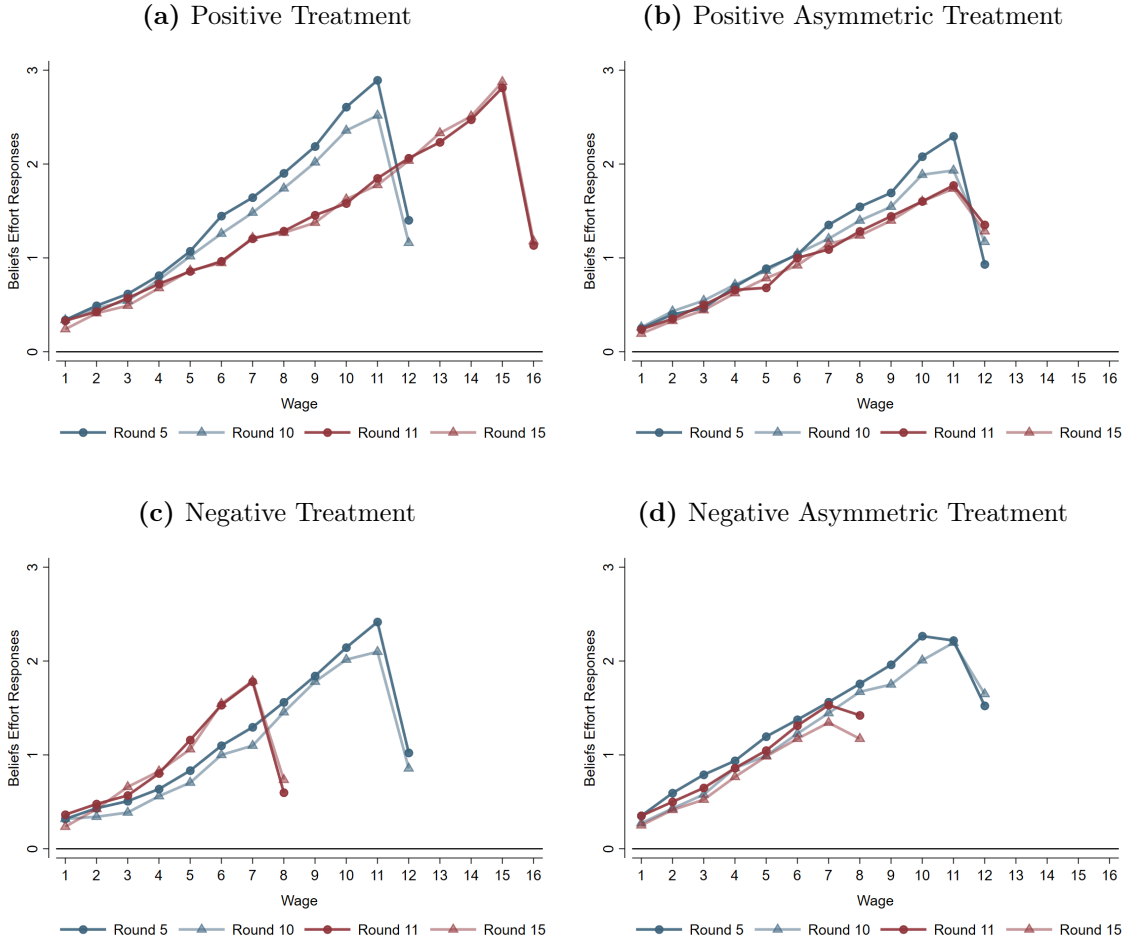 (a) Positive Treatment
Beliefs Effort Responses
3
2
1
0
1 2 3 4 5 6 7 8 9 10 11 12 13 14 15 16
Wage
Round 5 Round 10 Round 11 Round 15
(b) Positive Asymmetric Treatment
Beliefs Effort Responses
3
2
1
0
1 2 3 4 5 6 7 8 9 10 11 12 13 14 15 16
Wage
Round 5 Round 10 Round 11 Round 15
(c) Negative Treatment
Beliefs Effort Responses
3
2
1
0
1 2 3 4 5 6 7 8 9 10 11 12 13 14 15 16
Wage
Round 5 Round 10 Round 11 Round 15
(d) Negative Asymmetric Treatment
Beliefs Effort Responses
3
2
1
0
1 2 3 4 5 6 7 8 9 10 11 12 13 14 15 16
Wage
Round 5 Round 10 Round 11 Round 15